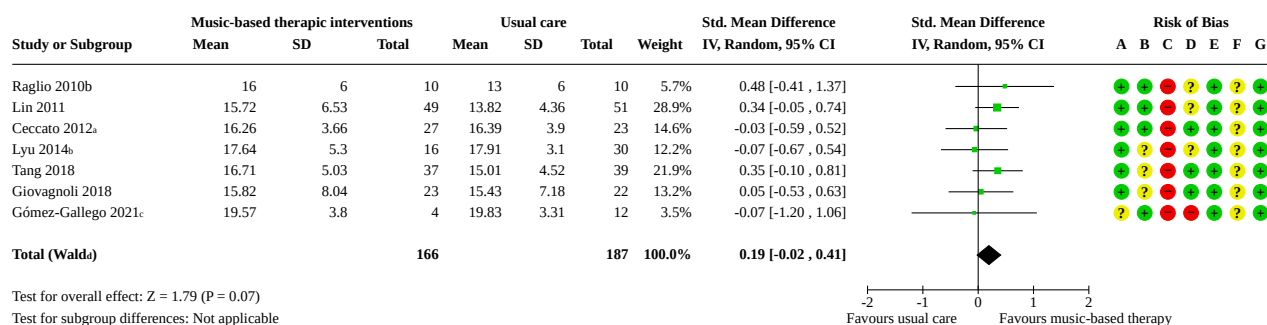 Music-based therapic interventions Usual care Std. Mean Difference Std. Mean Difference Risk of Bias
Study or Subgroup Mean SD Total Mean SD Total Weight IV, Random, 95% CI IV, Random, 95% CI A B C D E F G
Raglio 2010b 16 6 10 13 6 10 5.7% 0.48 [-0.41 , 1.37] + + − ? + ? +
Lin 2011 15.72 6.53 49 13.82 4.36 51 28.9% 0.34 [-0.05 , 0.74] + + − ? + ? +
Ceccato 2012a 16.26 3.66 27 16.39 3.9 23 14.6% -0.03 [-0.59 , 0.52] + + − + + ? +
Lyu 2014b 17.64 5.3 16 17.91 3.1 30 12.2% -0.07 [-0.67 , 0.54] + ? − ? + ? +
Tang 2018 16.71 5.03 37 15.01 4.52 39 21.9% 0.35 [-0.10 , 0.81] + ? − + + ? +
Giovagnoli 2018 15.82 8.04 23 15.43 7.18 22 13.2% 0.05 [-0.53 , 0.63] + ? − + + ? +
Gómez-Gallego 2021c 19.57 3.8 4 19.83 3.31 12 3.5% -0.07 [-1.20 , 1.06] ? + − − + ? +
Total (Waldd) 166 187 100.0% 0.19 [-0.02 , 0.41]
Test for overall effect: Z = 1.79 (P = 0.07)
-2 -1 0 1 2
Test for subgroup differences: Not applicable
Favours usual care Favours music-based therapy